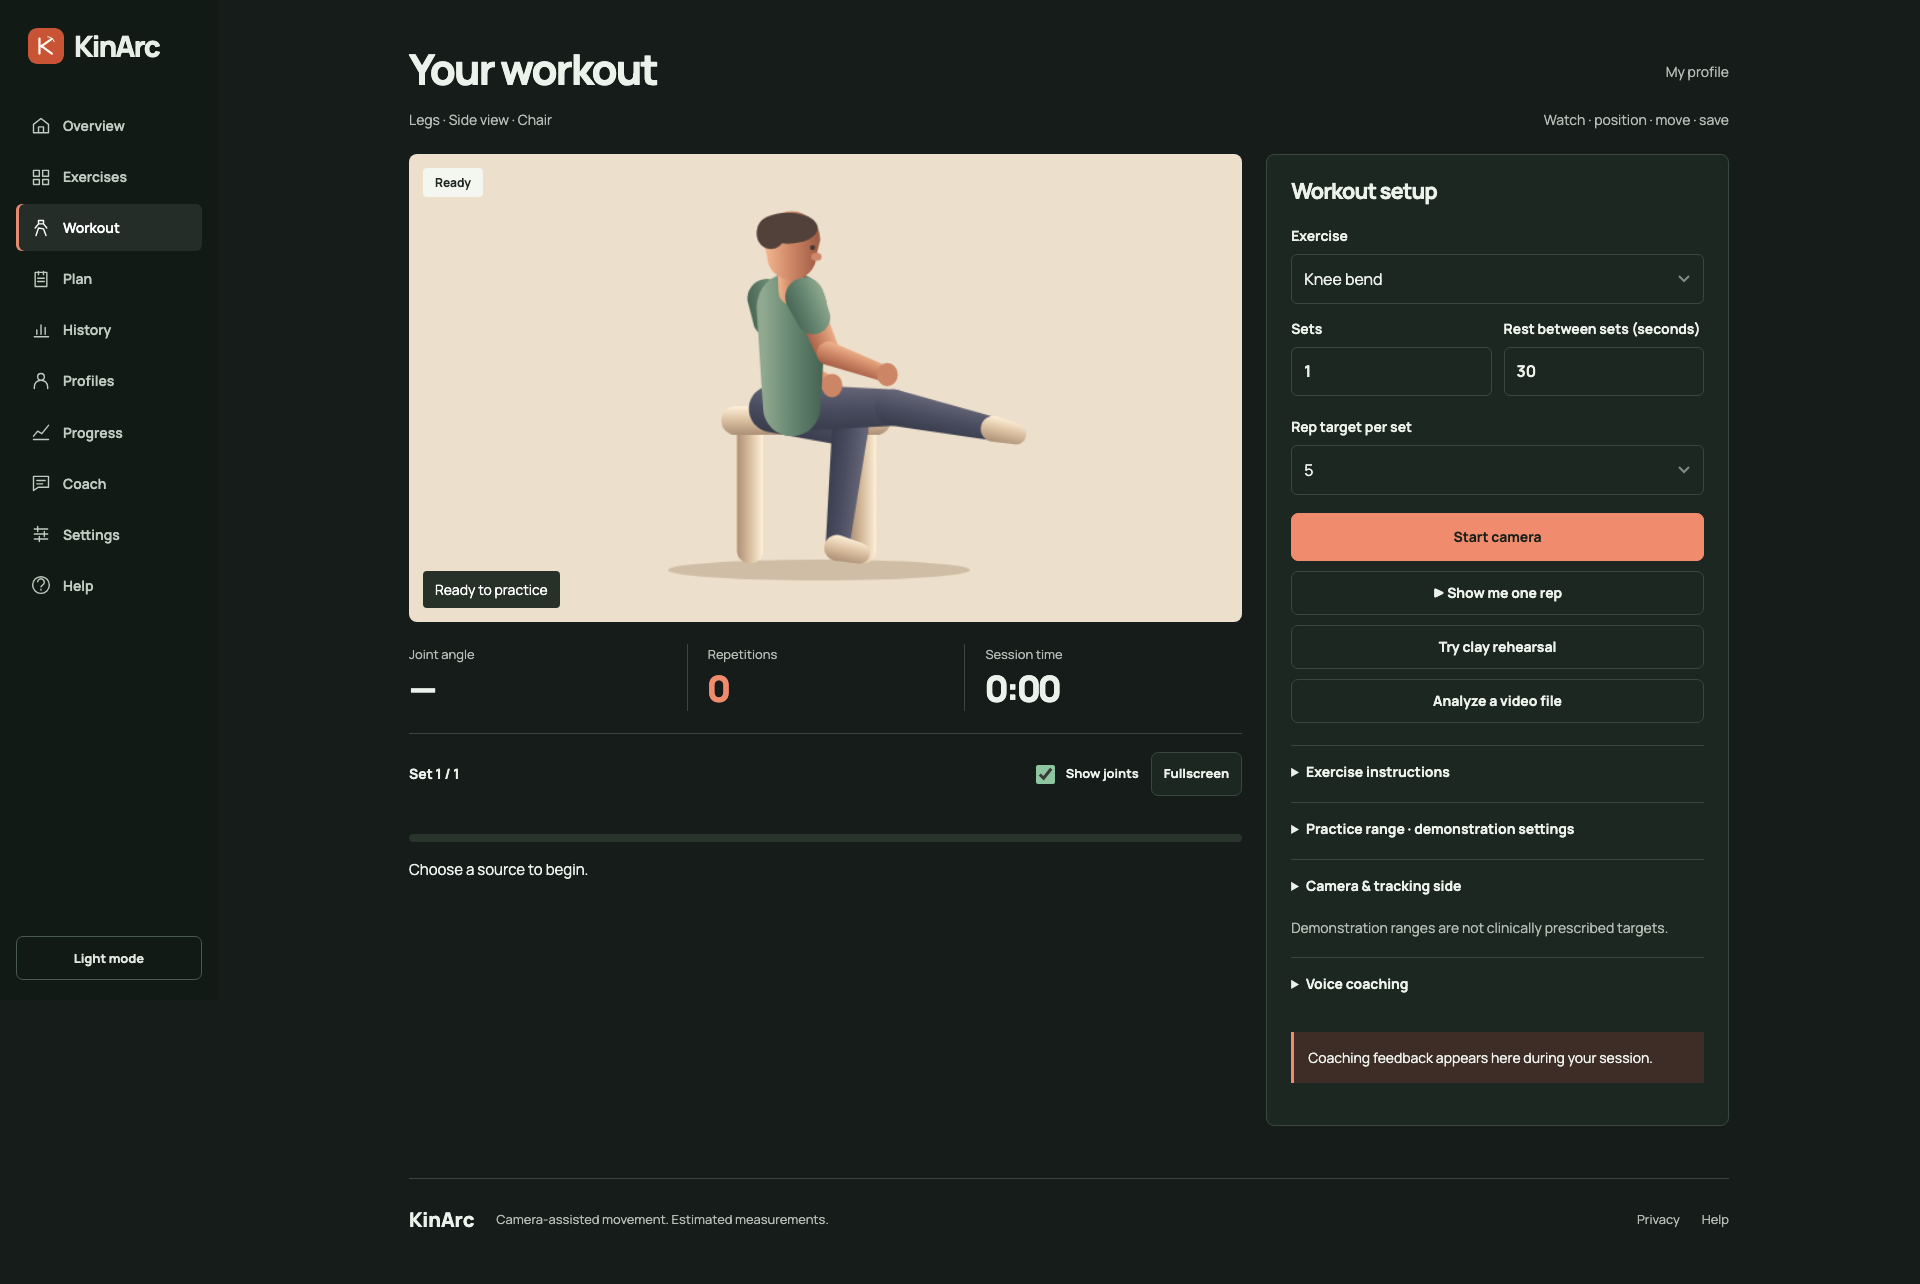 KinArc
Overview
Exercises
Workout
Plan
History
Profiles
Progress
Coach
Settings
Help
Light mode
Your workout
My profile
Legs · Side view · Chair
Watch · position · move · save
Ready
Ready to practice
Joint angle
Repetitions
Session time
—
0
0:00
Set 1 / 1
Show joints
Fullscreen
Choose a source to begin.
Workout setup
Exercise
Knee bend
Sets
Rest between sets (seconds)
1
30
Rep target per set
5
Start camera
Show me one rep
Try clay rehearsal
Analyze a video file
Exercise instructions
Practice range · demonstration settings
Camera & tracking side
Demonstration ranges are not clinically prescribed targets.
Voice coaching
Coaching feedback appears here during your session.
KinArc
Camera-assisted movement. Estimated measurements.
Privacy
Help